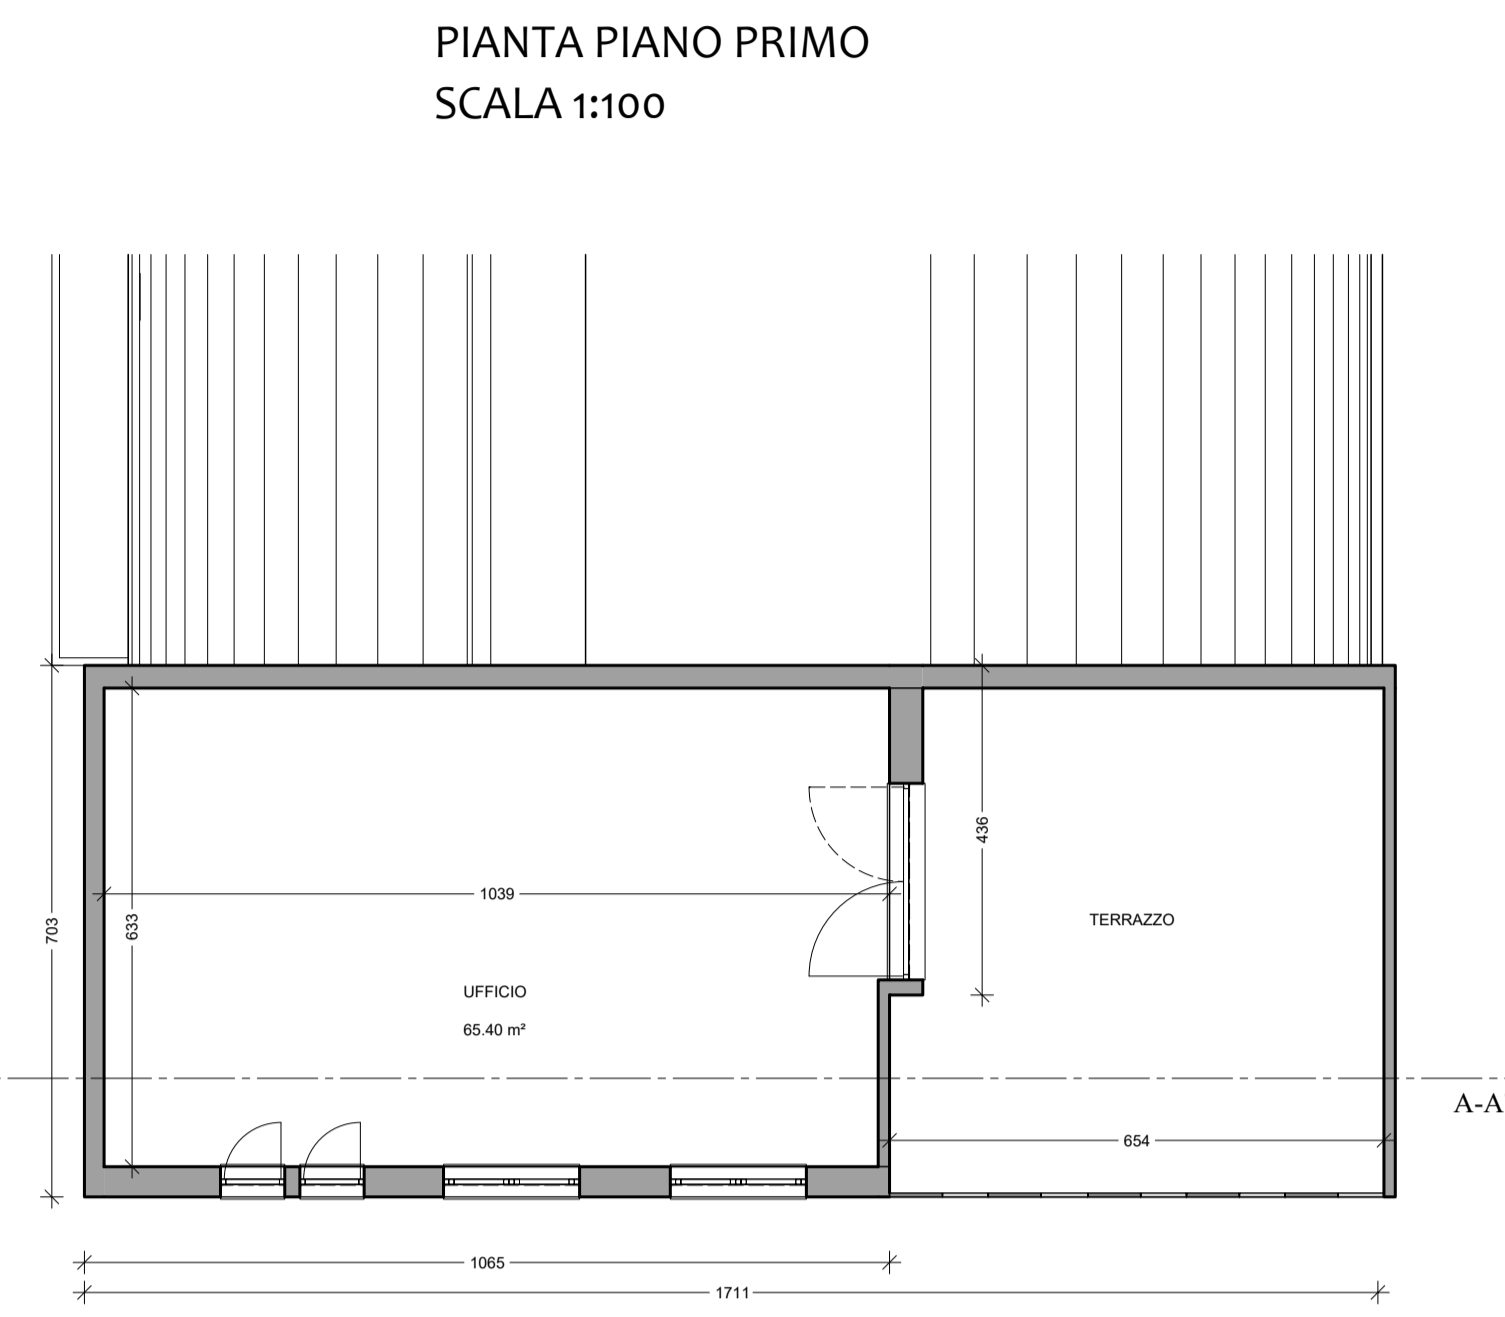 PIANTA PIANO PRIMO
SCALA 1:100
436
1039
703
633
TERRAZZO
UFFICIO
65.40 m²
A-A
654
1065
1711